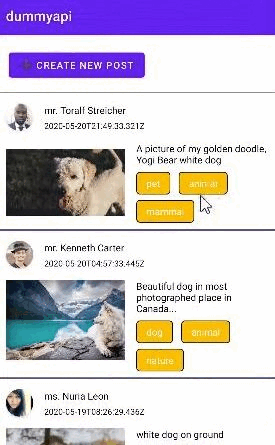 dummyapi
CREATE NEW POST
mr. Toralf Streicher
2020-05-20T21:49:33.321Z
A picture of my golden doodle,
Yogi Bear white dog
pet
animal
mammal
mr. Kenneth Carter
2020-05-20T04:57:33.445Z
Beautiful dog in most
photographed place in
Canada...
dog
animal
nature
ms. Nuria Leon
2020-05-19T08:26:29.436Z
white dog on ground